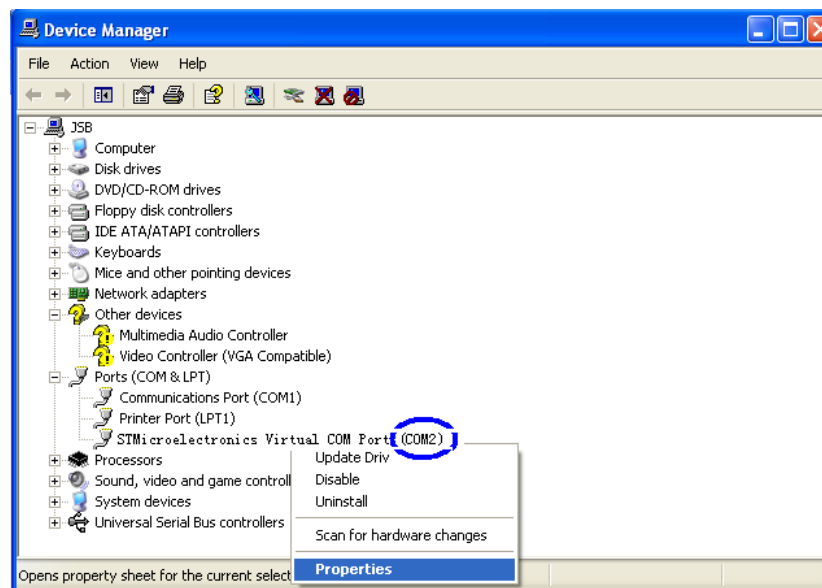 Device Manager
File Action View Help
JSB
Computer
Disk drives
DVD/CD-ROM drives
Floppy disk controllers
IDE ATA/ATAPI controllers
Keyboards
Mice and other pointing devices
Network adapters
Other devices
Multimedia Audio Controller
Video Controller (VGA Compatible)
Ports (COM & LPT)
Communications Port (COM1)
Printer Port (LPT1)
STMicroelectronics Virtual COM Port (COM2)
Processors
Sound, video and game controll
System devices
Universal Serial Bus controllers
Update Driv
Disable
Uninstall
Scan for hardware changes
Properties
Opens property sheet for the current select